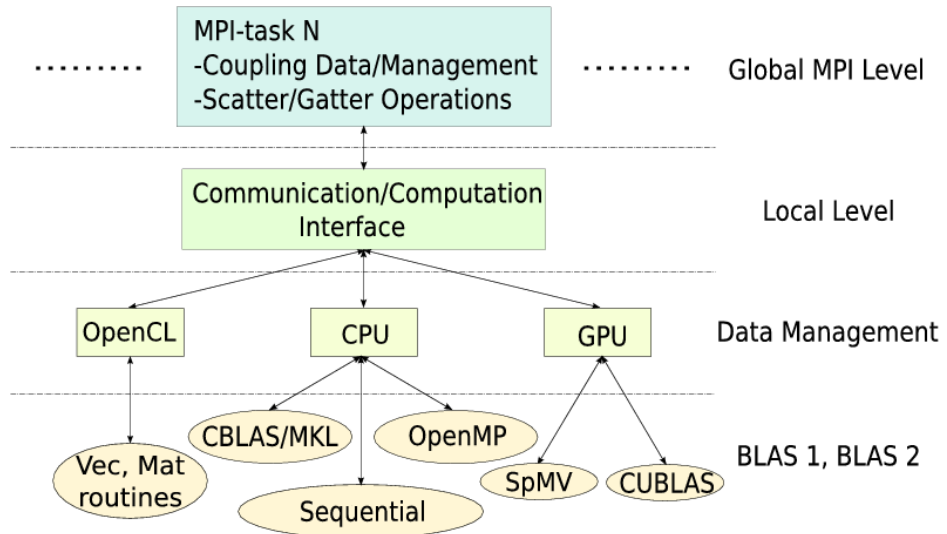 MPI-task N
-Coupling Data/Management
-Scatter/Gatter Operations
Global MPI Level
Communication/Computation
Interface
Local Level
OpenCL
CPU
GPU
Data Management
CBLAS/MKL
OpenMP
BLAS 1, BLAS 2
Vec, Mat
routines
SpMV
CUBLAS
Sequential